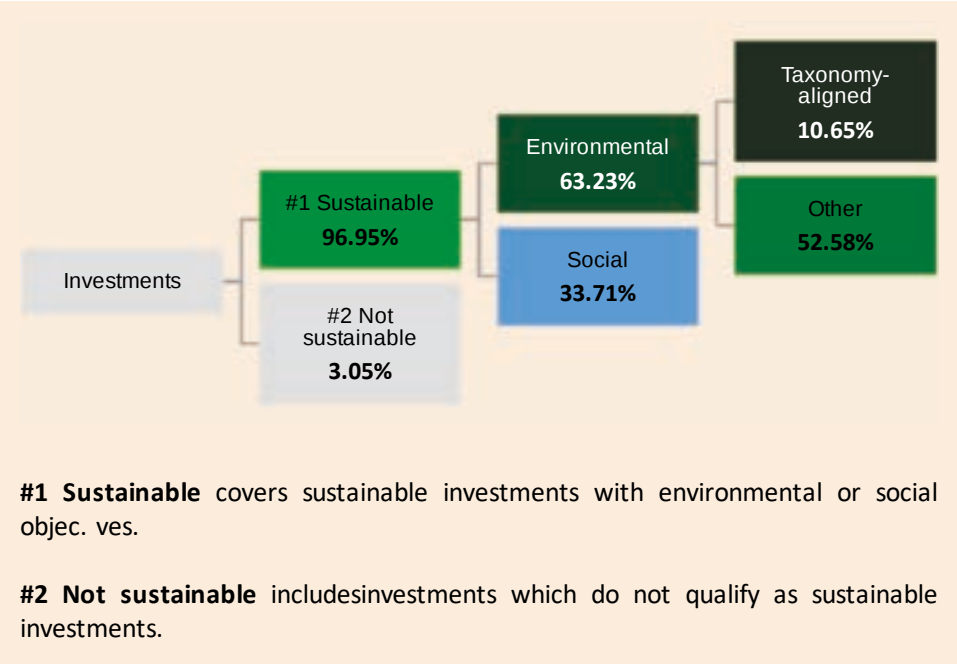 Investments
#1 Sustainable
96.95%
#2 Not
sustainable
3.05%
Environmental
63.23%
Social
33.71%
Taxonomy-
aligned
10.65%
Other
52.58%
#1 Sustainable covers sustainable investments with environmental or social
objec. ves.
#2 Not sustainable includesinvestments which do not qualify as sustainable
investments.